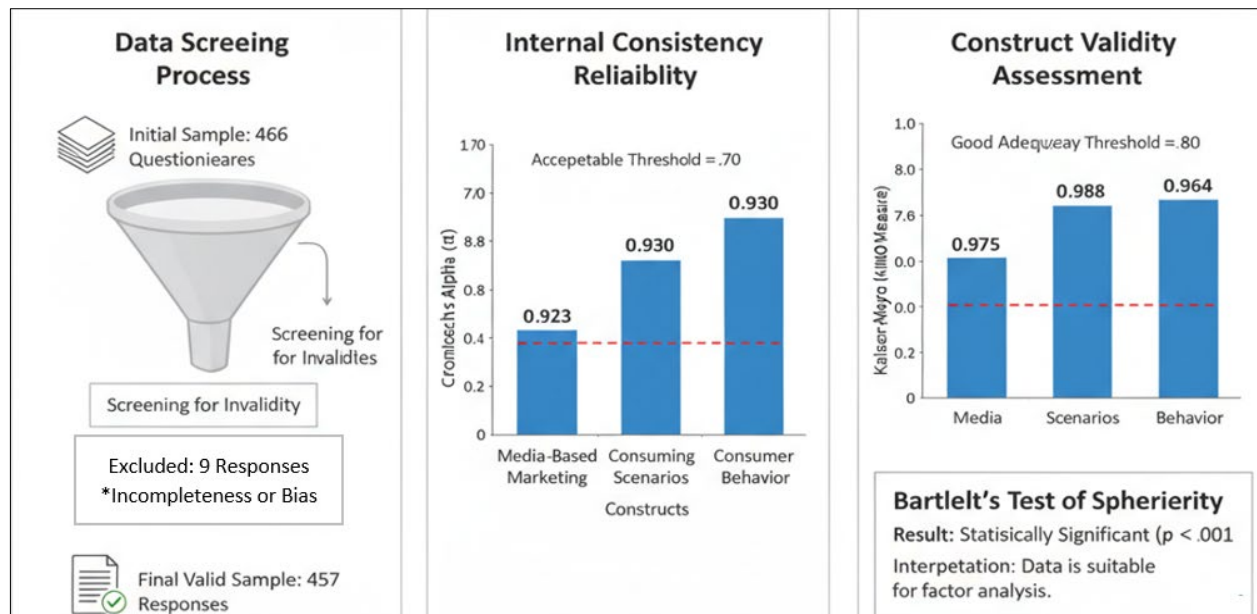 Data Screeing
Process
Initial Sample: 466
Questionieares
Screening for
for Invalidtes
Screening for Invalidity
Excluded: 9 Responses
*Incompleteness or Bias
Final Valid Sample: 457
Responses
Internal Consistency
Reliaiblity
Accepetable Threshold = .70
170
7.0
8.8
0.8
0.4
0.2
0
0.923
0.930
0.930
Media-Based
Marketing
Consuming
Scenarios
Consumer
Behavior
Constructs
Construct Validity
Assessment
Good Adeqweay Threshold = .80
1.0
8.0
7.6
0.0
0.0
0.2
0
0.975
0.988
0.964
Media
Scenarios
Behavior
Bartlelt's Test of Spherierity
Result: Statisically Significant (p < .001
Interpetation: Data is suitable
for factor analysis.